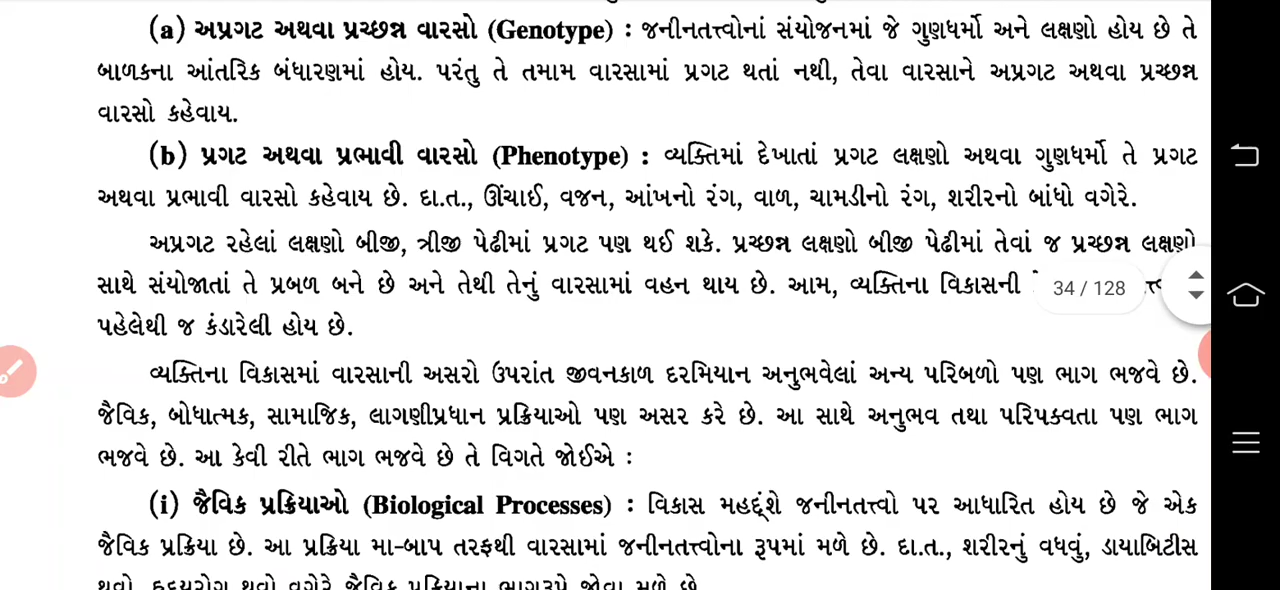 (a) અપ્રગટ અથવા પ્રચ્છન્ન વારસો (Genotype) : જનીનતત્ત્વોનાં સંયોજનમાં જે ગુણધર્મો અને લક્ષણો હોય છે તે
બાળકના આંતરિક બંધારણમાં હોય. પરંતુ તે તમામ વારસામાં પ્રગટ થતાં નથી, તેવા વારસાને અપ્રગટ અથવા પ્રચ્છન્ન
વારસો કહેવાય.
(b) પ્રગટ અથવા પ્રભાવી વારસો (Phenotype) : વ્યક્તિમાં દેખાતાં પ્રગટ લક્ષણો અથવા ગુણધર્મો તે પ્રગટ
અથવા પ્રભાવી વારસો કહેવાય છે. દા.ત., ઊંચાઈ, વજન, આંખનો રંગ, વાળ, ચામડીનો રંગ, શરીરનો બાંધો વગેરે.
અપ્રગટ રહેલાં લક્ષણો બીજી, ત્રીજી પેઢીમાં પ્રગટ પણ થઈ શકે. પ્રચ્છન્ન લક્ષણો બીજી પેઢીમાં તેવાં જ પ્રચ્છન્ન લક્ષણો
સાથે સંયોજાતાં તે પ્રબળ બને છે અને તેથી તેનું વારસામાં વહન થાય છે. આમ, વ્યક્તિના વિકાસની 34 / 128
પહેલેથી જ કંડારેલી હોય છે.
વ્યક્તિના વિકાસમાં વારસાની અસરો ઉપરાંત જીવનકાળ દરમિયાન અનુભવેલાં અન્ય પરિબળો પણ ભાગ ભજવે છે.
જૈવિક, બોધાત્મક, સામાજિક, લાગણીપ્રધાન પ્રક્રિયાઓ પણ અસર કરે છે. આ સાથે અનુભવ તથા પરિપક્વતા પણ ભાગ
ભજવે છે. આ કેવી રીતે ભાગ ભજવે છે તે વિગતે જોઈએ :
(i) જૈવિક પ્રક્રિયાઓ (Biological Processes) : વિકાસ મહદ્દંશે જનીનતત્ત્વો પર આધારિત હોય છે જે એક
જૈવિક પ્રક્રિયા છે. આ પ્રક્રિયા મા-બાપ તરફથી વારસામાં જનીનતત્ત્વોના રૂપમાં મળે છે. દા.ત., શરીરનું વધવું, ડાયાબિટીસ
થવો, હૃદયરોગ થવો વગેરે જૈવિક પ્રક્રિયાના ભાગરૂપે જોવા મળે છે.